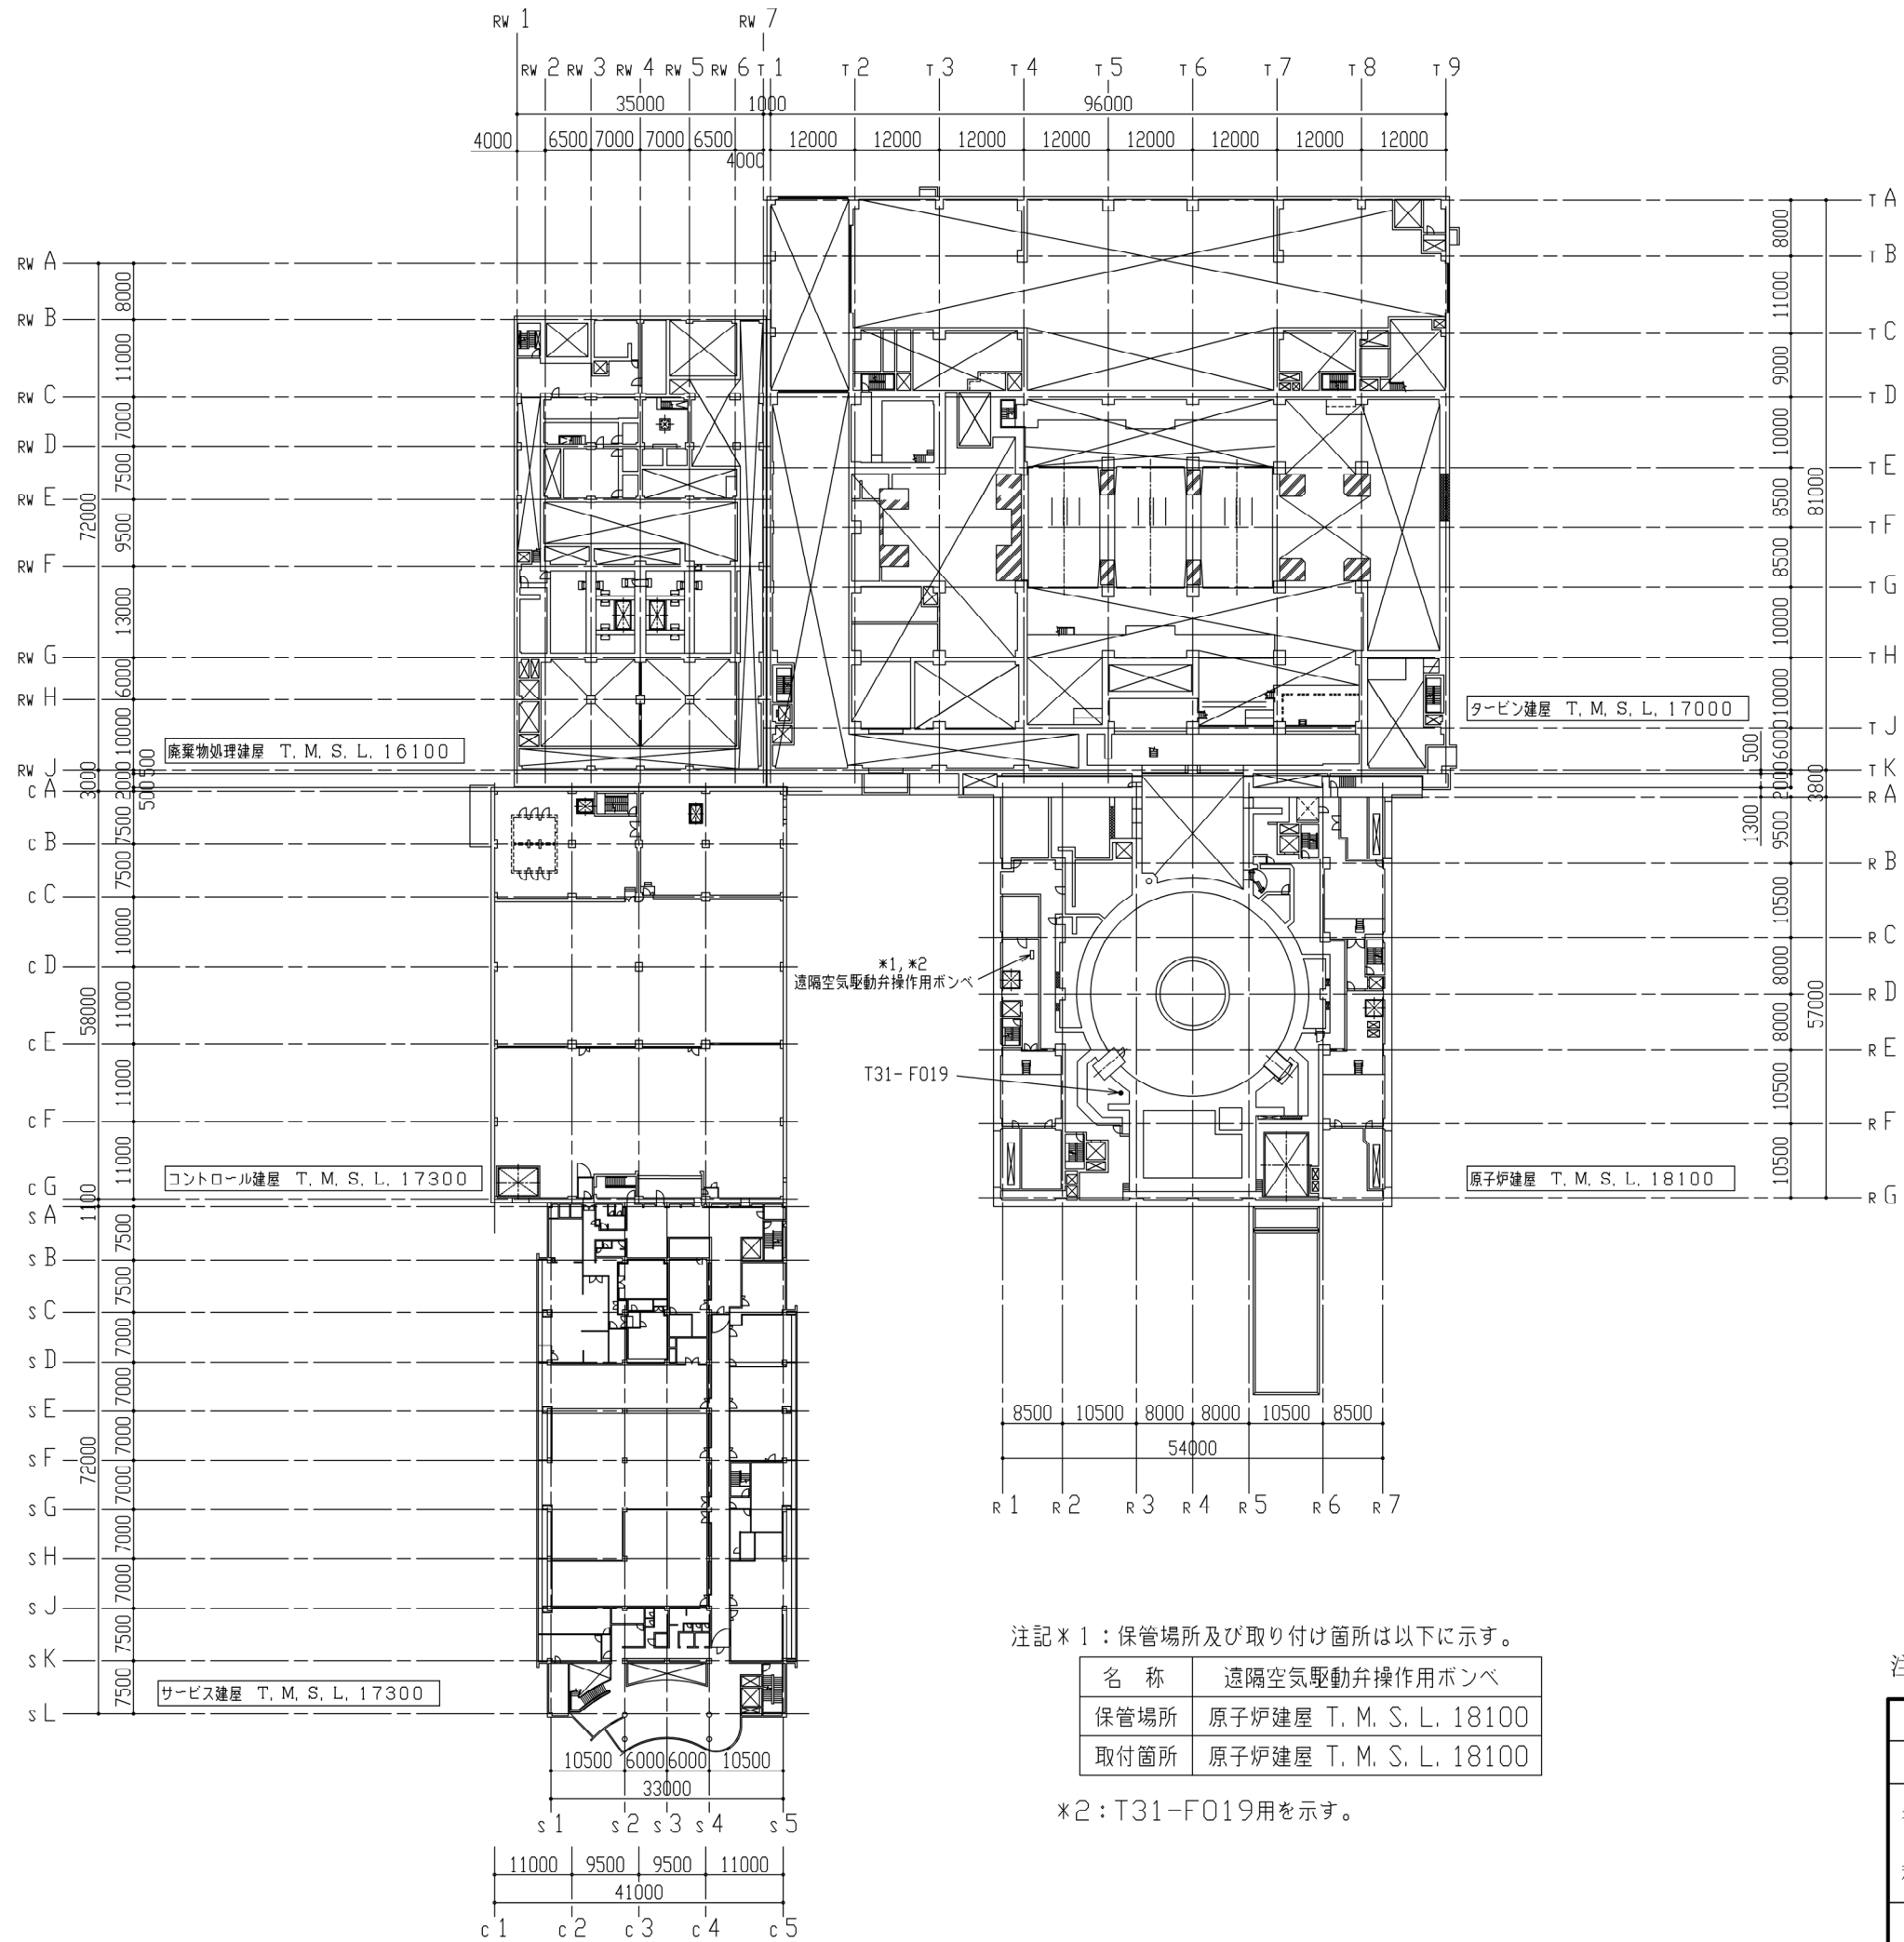 RW 1
RW 7
RW 2 RW 3 RW 4 RW 5 RW 6 T 1 T 2 T 3 T 4 T 5 T 6 T 7 T 8 T 9
35000 1000 96000
4000 6500 7000 7000 6500 4000 12000 12000 12000 12000 12000 12000 12000 12000
RW A
RW B
RW C
RW D
RW E
RW F
RW G
RW H
RW J
8000
11000
7000
7500
9500
13000
6000
10000
72000
3000
2000
500
500
T A
T B
T C
T D
T E
T F
T G
T H
T J
T K
8000
11000
9000
10000
8500
8500
10000
10000
6000
81000
500
2000
3800
1300
廃棄物処理建屋 T. M. S. L. 16100
タービン建屋 T. M. S. L. 17000
c A
c B
c C
c D
c E
c F
c G
7500
7500
10000
11000
11000
11000
58000
1100
コントロール建屋 T. M. S. L. 17300
R A
R B
R C
R D
R E
R F
R G
9500
10500
8000
8000
10500
10500
57000
原子炉建屋 T. M. S. L. 18100
*1, *2
遠隔空気駆動弁操作用ボンベ
T31-F019
8500 10500 8000 8000 10500 8500
54000
R 1 R 2 R 3 R 4 R 5 R 6 R 7
s A
s B
s C
s D
s E
s F
s G
s H
s J
s K
s L
7500
7500
7000
7000
7000
7000
7000
7000
7500
7500
72000
サービス建屋 T. M. S. L. 17300
10500 6000 6000 10500
33000
s 1 s 2 s 3 s 4 s 5
11000 9500 9500 11000
41000
c 1 c 2 c 3 c 4 c 5
注記*1：保管場所及び取り付け箇所は以下に示す。
名 称 遠隔空気駆動弁操作用ボンベ
保管場所 原子炉建屋 T. M. S. L. 18100
取付箇所 原子炉建屋 T. M. S. L. 18100
*2：T31-F019用を示す。